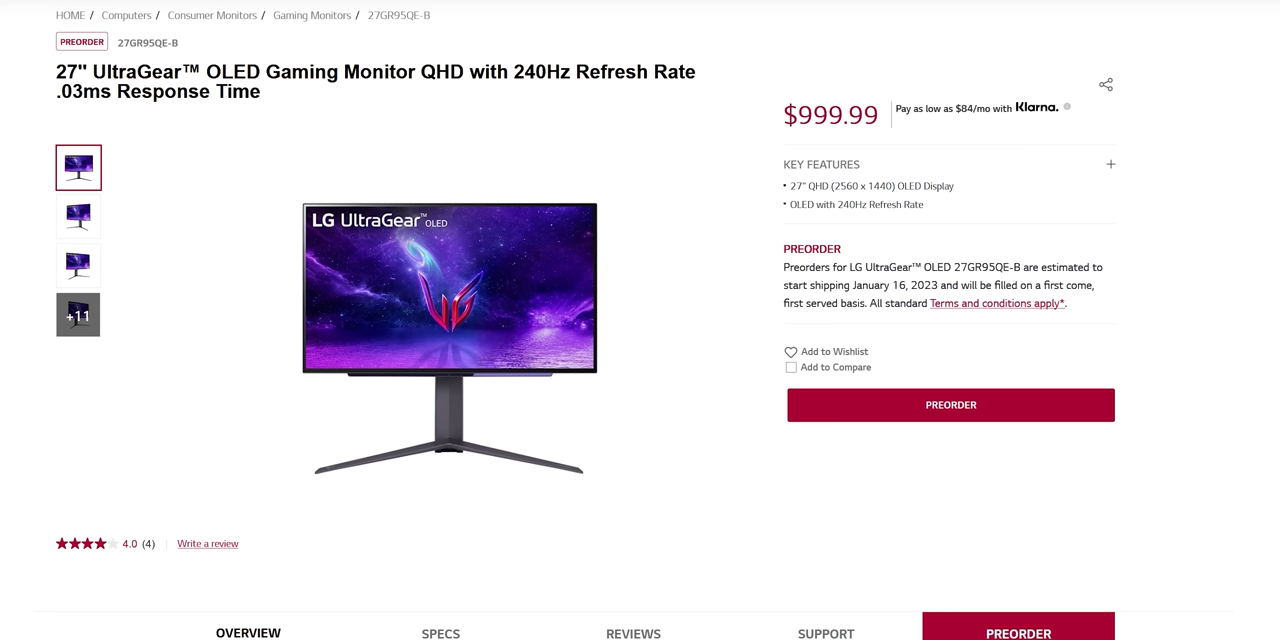 HOME / Computers / Consumer Monitors / Gaming Monitors / 27GR95QE-B
PREORDER 27GR95QE-B
27" UltraGear™ OLED Gaming Monitor QHD with 240Hz Refresh Rate
.03ms Response Time
$999.99 Pay as low as $84/mo with Klarna.
KEY FEATURES
• 27" QHD (2560 x 1440) OLED Display
• OLED with 240Hz Refresh Rate
LG UltraGear™ OLED
+11
PREORDER
Preorders for LG UltraGear™ OLED 27GR95QE-B are estimated to
start shipping January 16, 2023 and will be filled on a first come,
first served basis. All standard Terms and conditions apply*.
Add to Wishlist
Add to Compare
PREORDER
4.0 (4) Write a review
OVERVIEW SPECS REVIEWS SUPPORT PREORDER